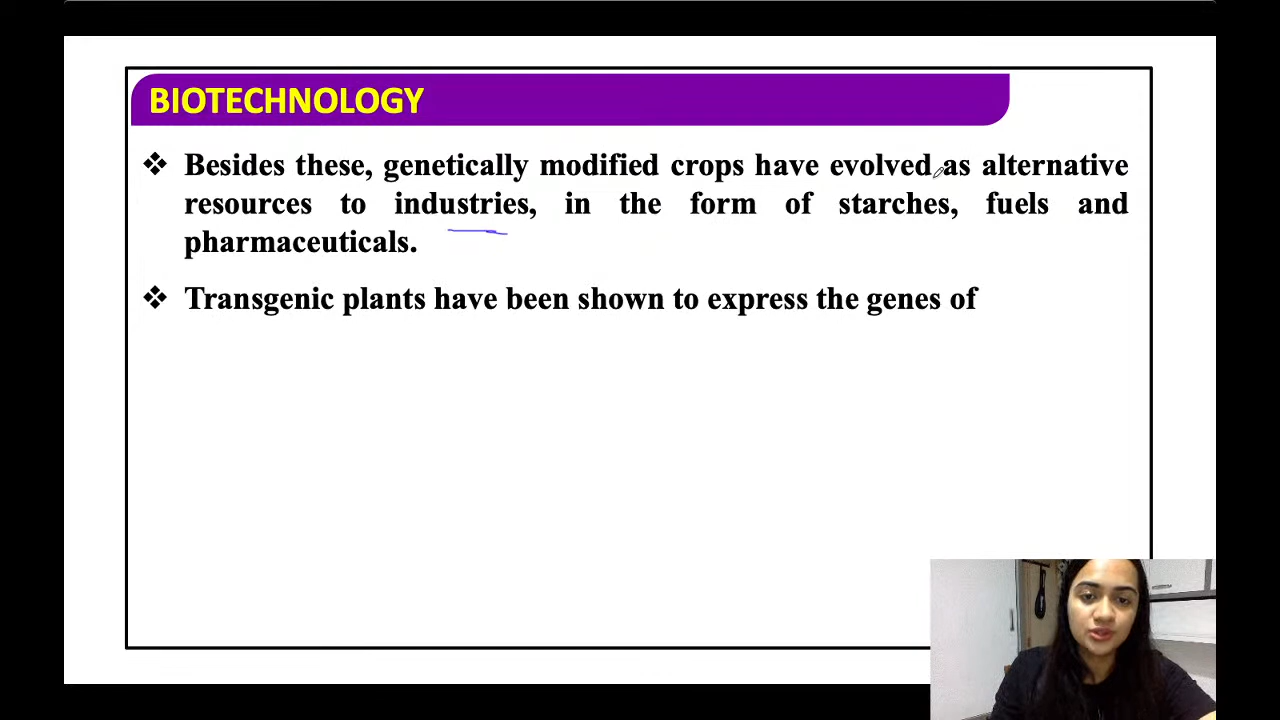 BIOTECHNOLOGY
❖ Besides these, genetically modified crops have evolved as alternative
resources to industries, in the form of starches, fuels and
pharmaceuticals.
❖ Transgenic plants have been shown to express the genes of